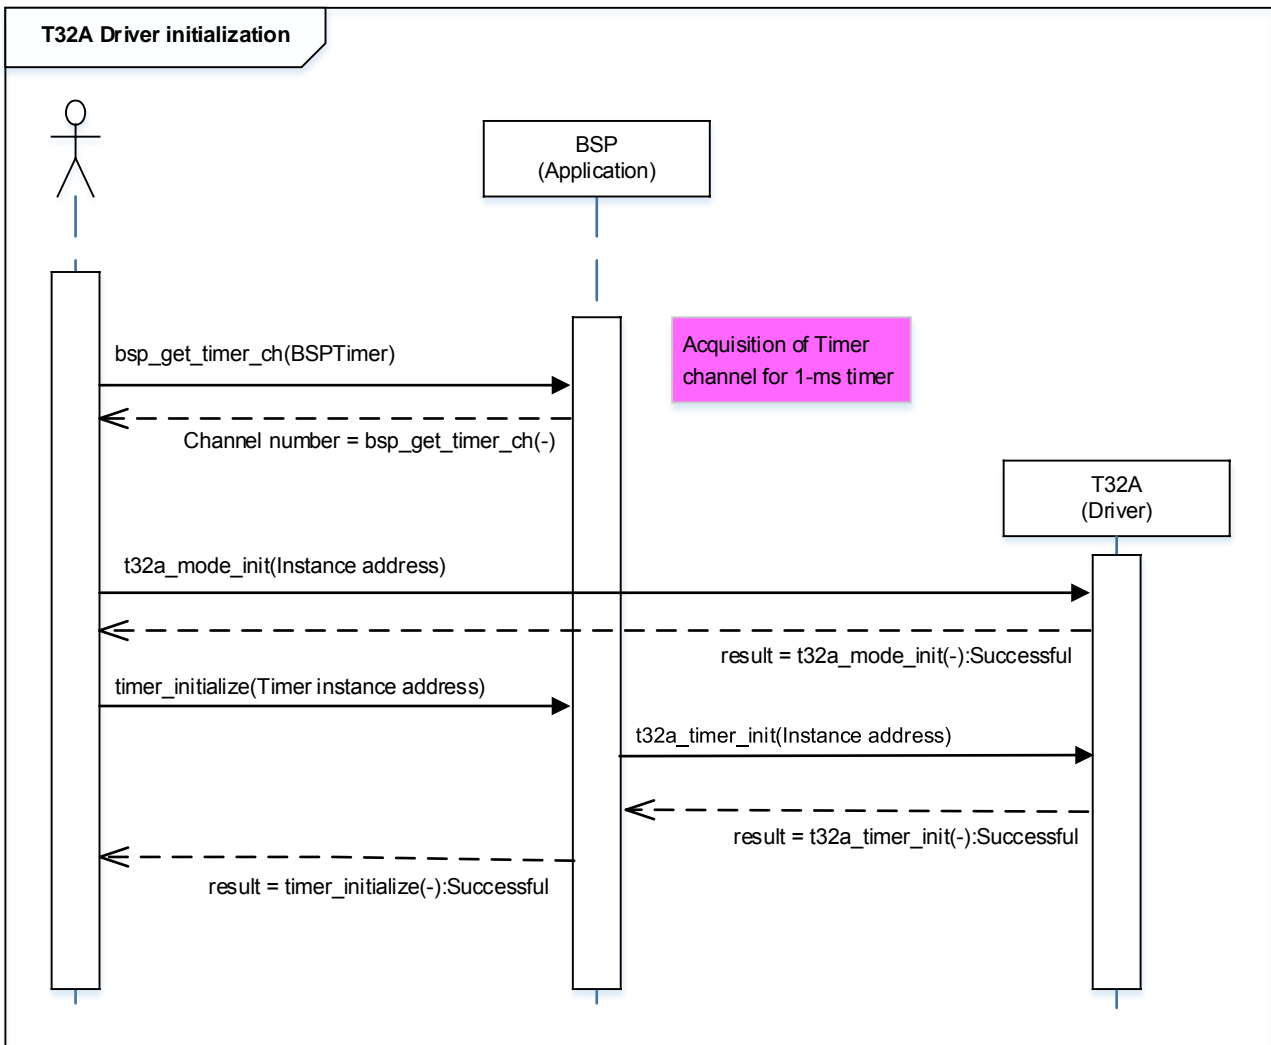 T32A Driver initialization
BSP
(Application)
bsp_get_timer_ch(BSPTimer)
Acquisition of Timer
channel for 1-ms timer
Channel number = bsp_get_timer_ch(-)
T32A
(Driver)
t32a_mode_init(Instance address)
result = t32a_mode_init(-):Successful
timer_initialize(Timer instance address)
t32a_timer_init(Instance address)
result = t32a_timer_init(-):Successful
result = timer_initialize(-):Successful